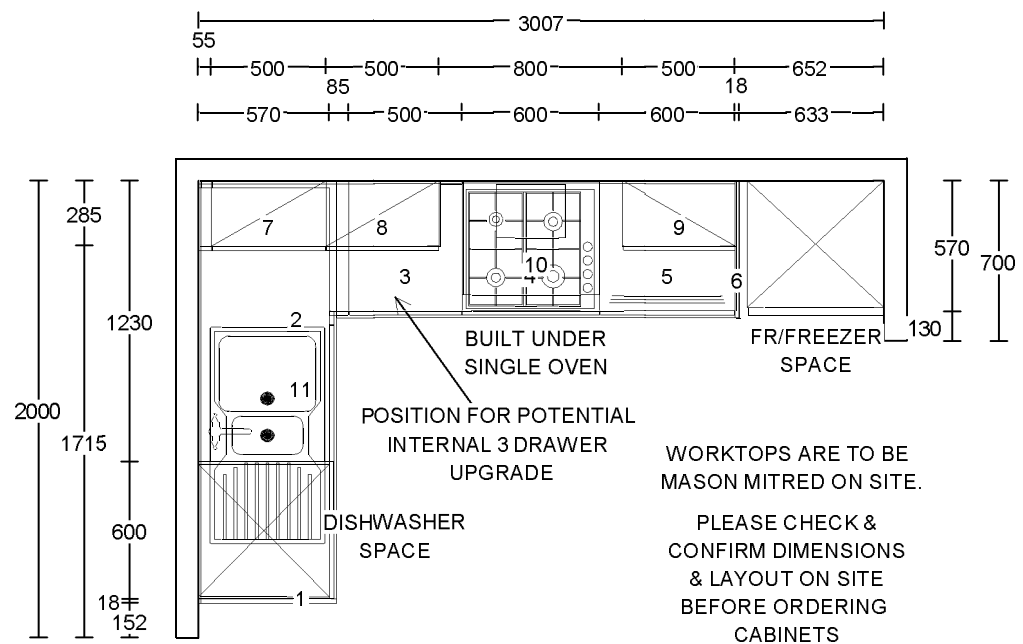 3007
55
500 500 800 500 652
85 18
570 500 600 600 633
285
1230
2000
1715
600
18
152
570
700
130
7
8
9
3
10
4
5
6
2
11
1
BUILT UNDER
SINGLE OVEN
FR/FREEZER
SPACE
POSITION FOR POTENTIAL
INTERNAL 3 DRAWER
UPGRADE
DISHWASHER
SPACE
WORKTOPS ARE TO BE
MASON MITRED ON SITE.
PLEASE CHECK &
CONFIRM DIMENSIONS
& LAYOUT ON SITE
BEFORE ORDERING
CABINETS